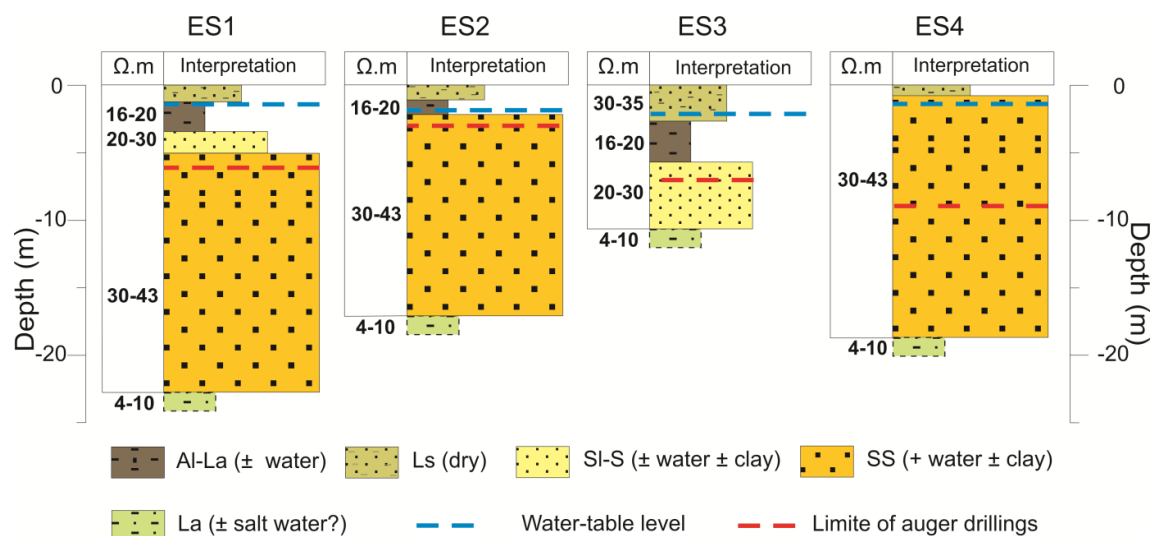 ES1 ES2 ES3 ES4
Ω.m Interpretation Ω.m Interpretation Ω.m Interpretation Ω.m Interpretation
0 0
16-20 16-20 30-35
20-30 16-20
30-43 20-30 30-43
-10 30-43 -10
4-10
Depth (m) Depth (m)
30-43
-20 4-10 4-10 -20
4-10
Al-La (± water) Ls (dry) Sl-S (± water ± clay) SS (+ water ± clay)
La (± salt water?) Water-table level Limite of auger drillings